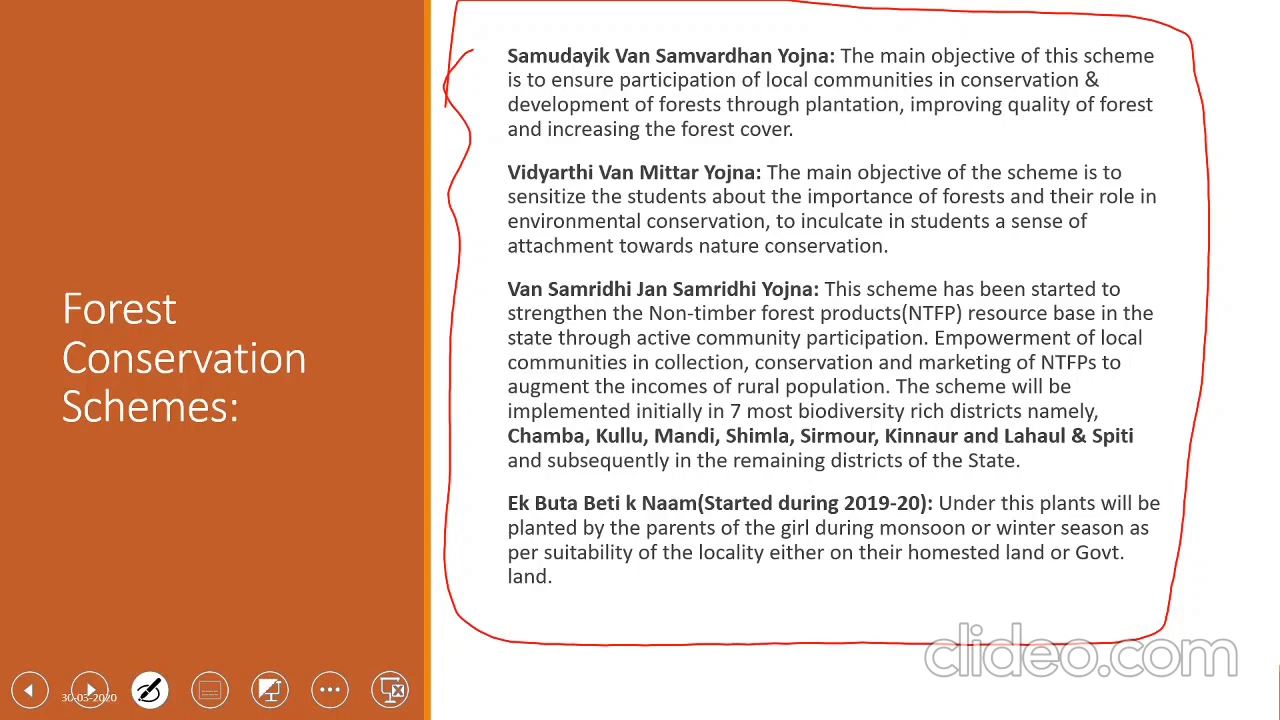 Forest
Conservation
Schemes:
Samudayik Van Samvardhan Yojna: The main objective of this scheme
is to ensure participation of local communities in conservation &
development of forests through plantation, improving quality of forest
and increasing the forest cover.
Vidyarthi Van Mittar Yojna: The main objective of the scheme is to
sensitize the students about the importance of forests and their role in
environmental conservation, to inculcate in students a sense of
attachment towards nature conservation.
Van Samridhi Jan Samridhi Yojna: This scheme has been started to
strengthen the Non-timber forest products(NTFP) resource base in the
state through active community participation. Empowerment of local
communities in collection, conservation and marketing of NTFPs to
augment the incomes of rural population. The scheme will be
implemented initially in 7 most biodiversity rich districts namely,
Chamba, Kullu, Mandi, Shimla, Sirmour, Kinnaur and Lahaul & Spiti
and subsequently in the remaining districts of the State.
Ek Buta Beti k Naam(Started during 2019-20): Under this plants will be
planted by the parents of the girl during monsoon or winter season as
per suitability of the locality either on their homested land or Govt.
land.
30-03-2020
clideo.com